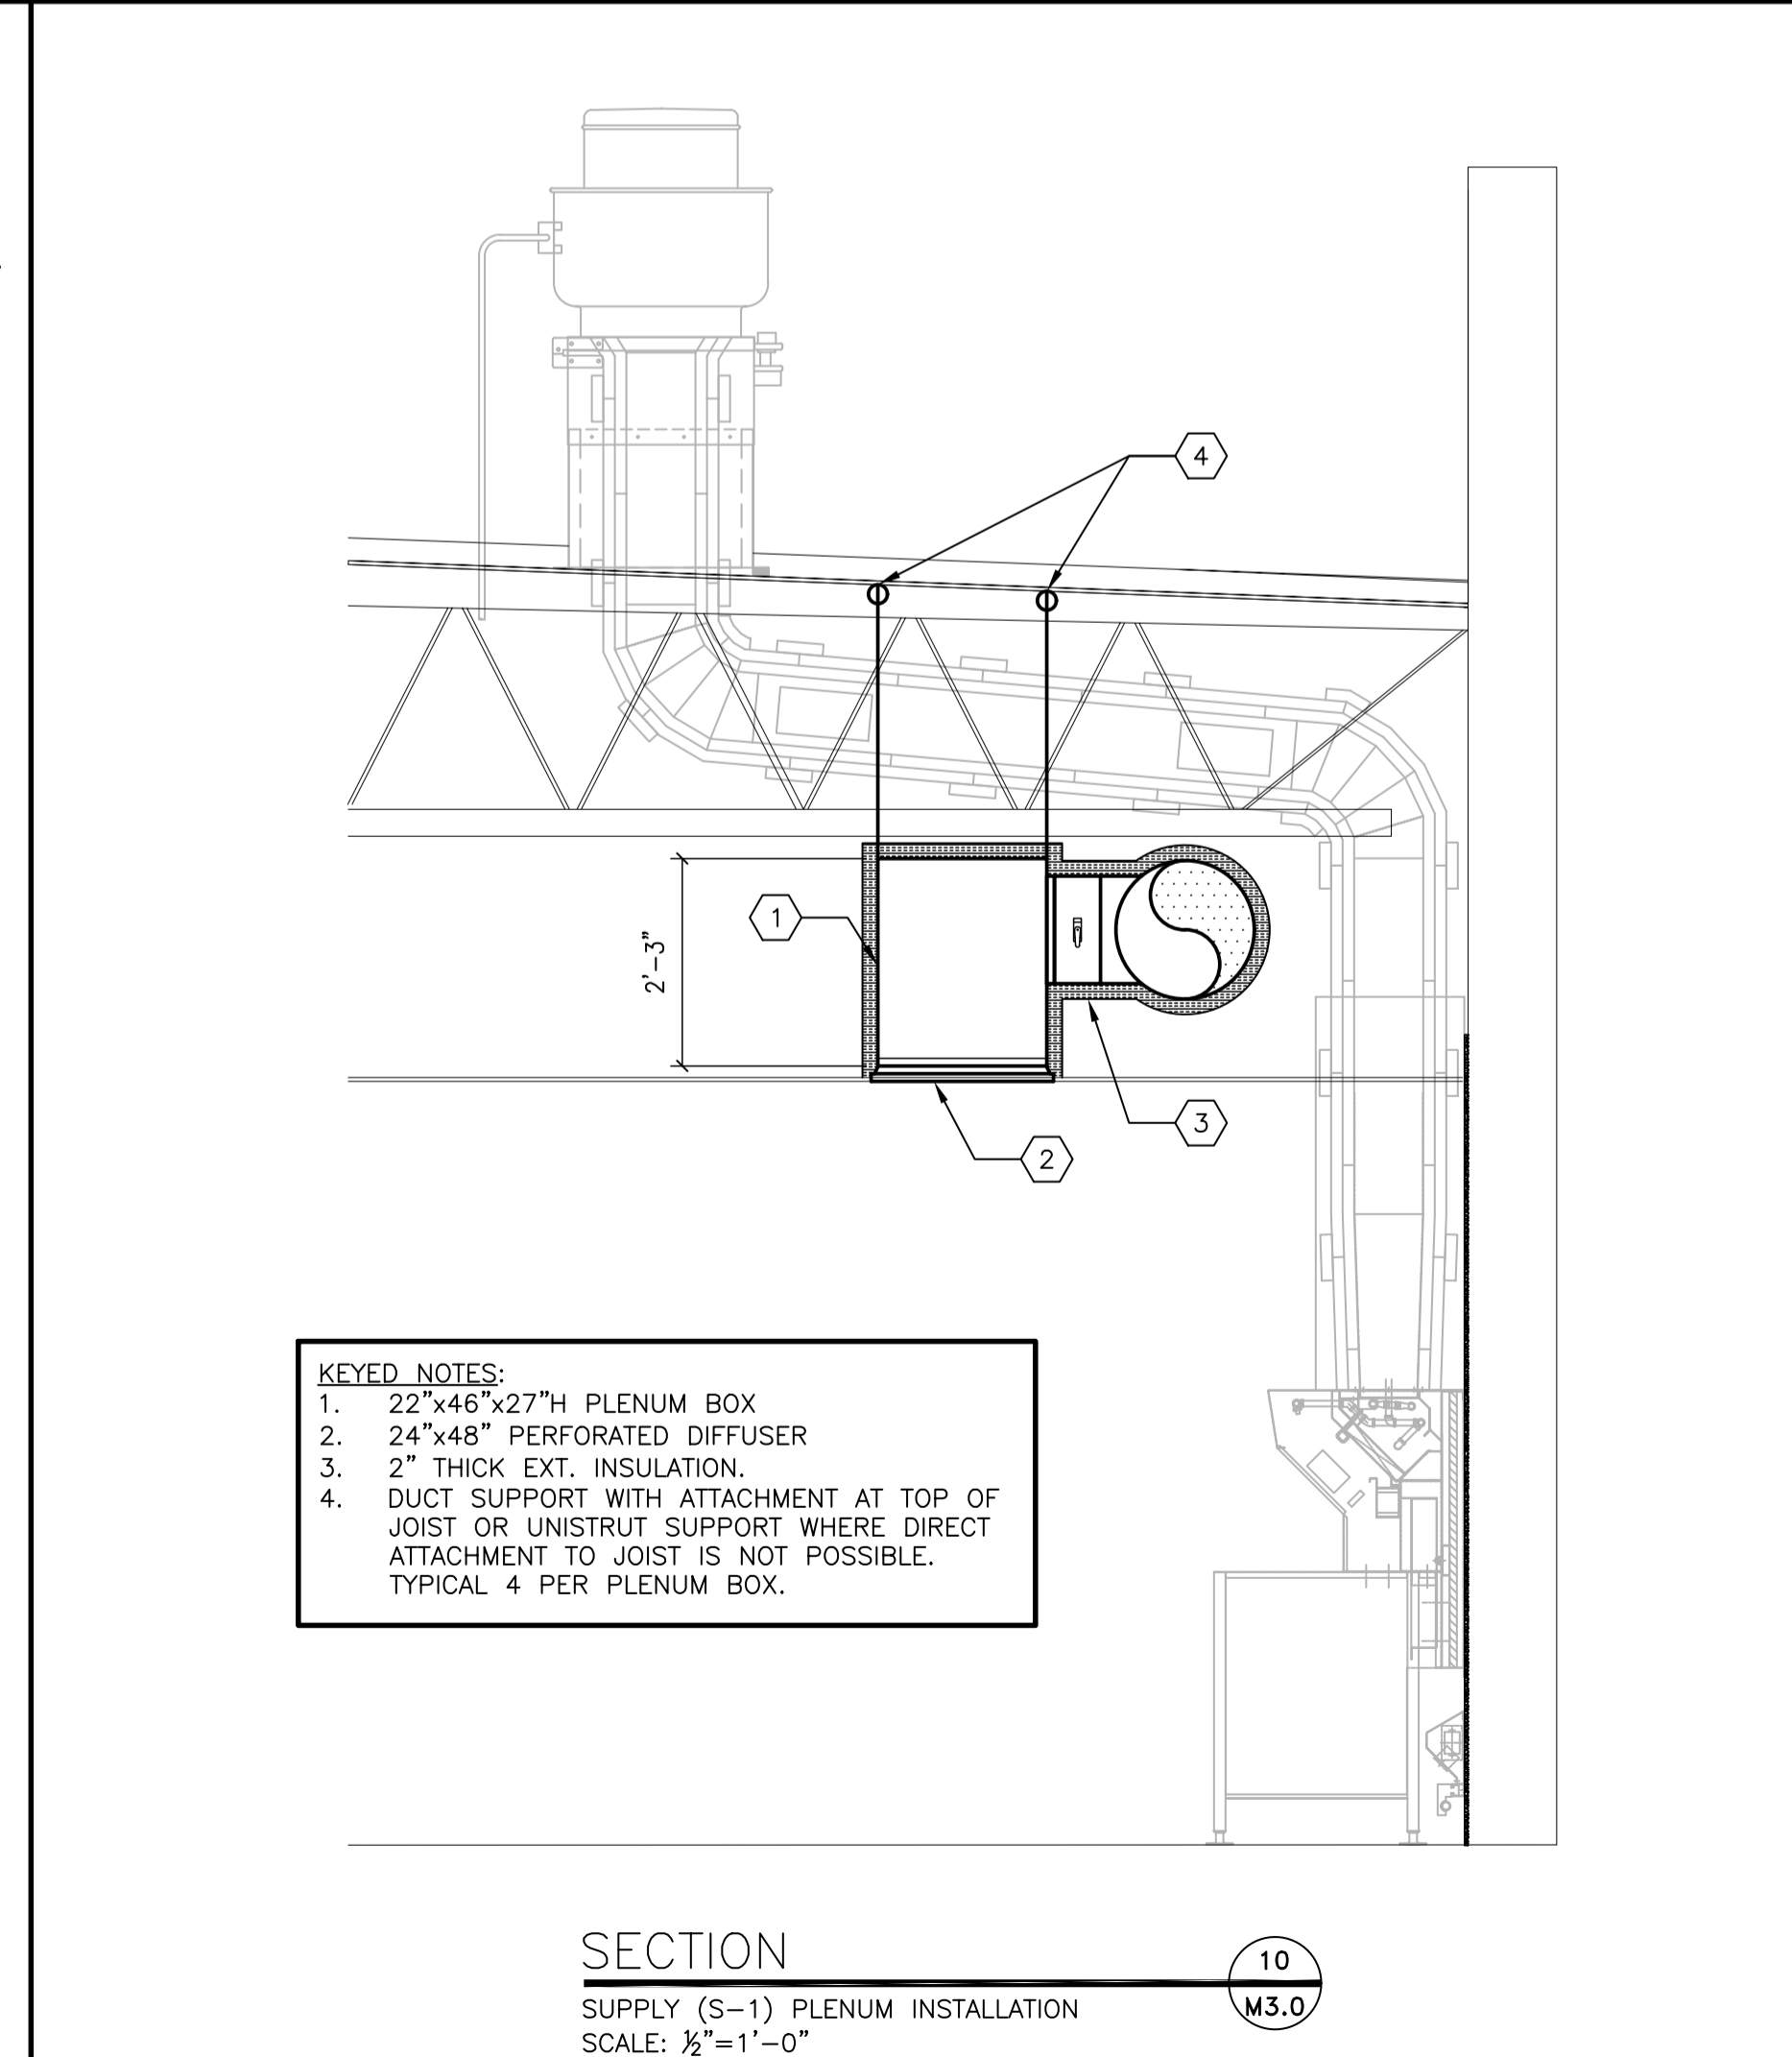 4
1
2'-3"
3
2
KEYED NOTES:
1. 22"x46"x27"H PLENUM BOX
2. 24"x48" PERFORATED DIFFUSER
3. 2" THICK EXT. INSULATION.
4. DUCT SUPPORT WITH ATTACHMENT AT TOP OF
JOIST OR UNISTRUT SUPPORT WHERE DIRECT
ATTACHMENT TO JOIST IS NOT POSSIBLE.
TYPICAL 4 PER PLENUM BOX.
SECTION
10
M3.0
SUPPLY (S-1) PLENUM INSTALLATION
SCALE: ½"=1'-0"